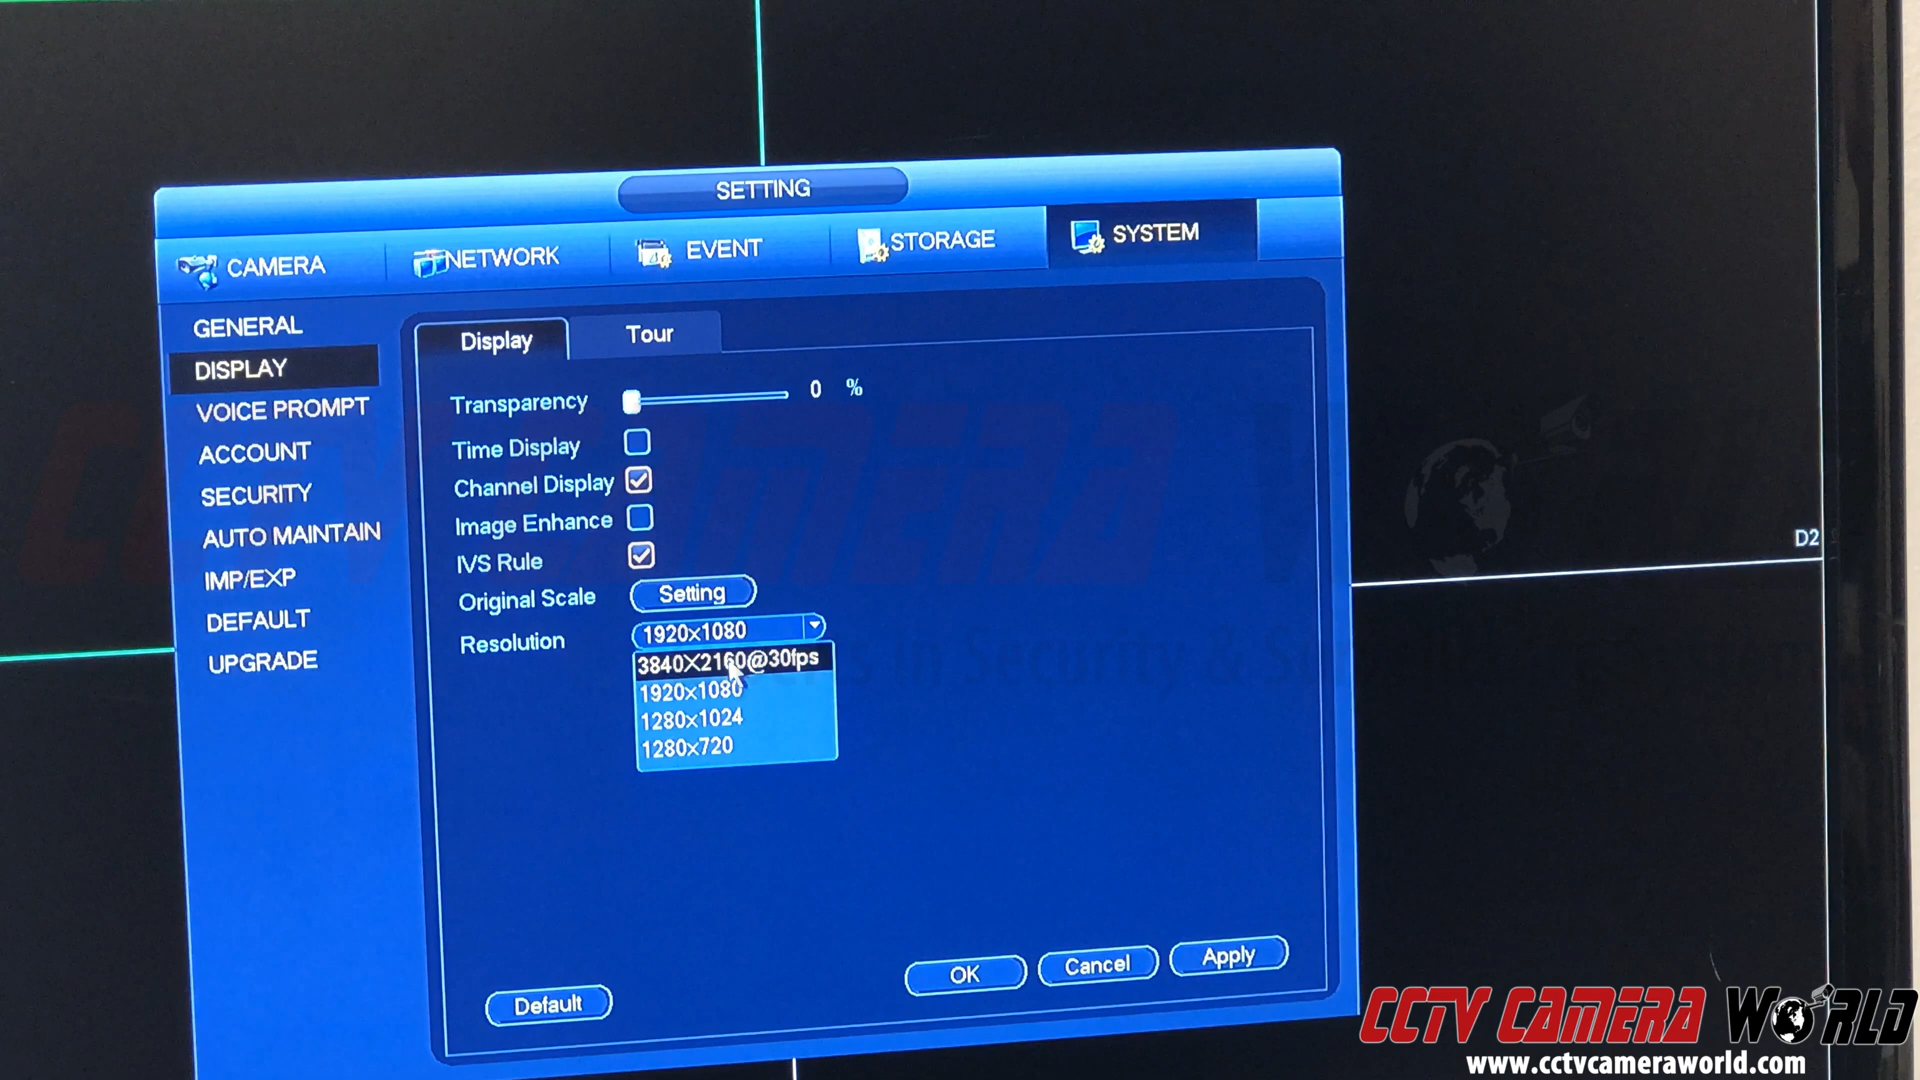 SETTING
CAMERA
NETWORK
EVENT
STORAGE
SYSTEM
GENERAL
DISPLAY
VOICE PROMPT
ACCOUNT
SECURITY
AUTO MAINTAIN
IMP/EXP
DEFAULT
UPGRADE
Display
Tour
Transparency 0 %
Time Display
Channel Display
Image Enhance
IVS Rule
Original Scale Setting
Resolution 1920x1080
3840X2160@30fps
1920x1080
1280x1024
1280x720
Default
OK
Cancel
Apply
D2
CCTV CAMERA WORLD
www.cctvcameraworld.com